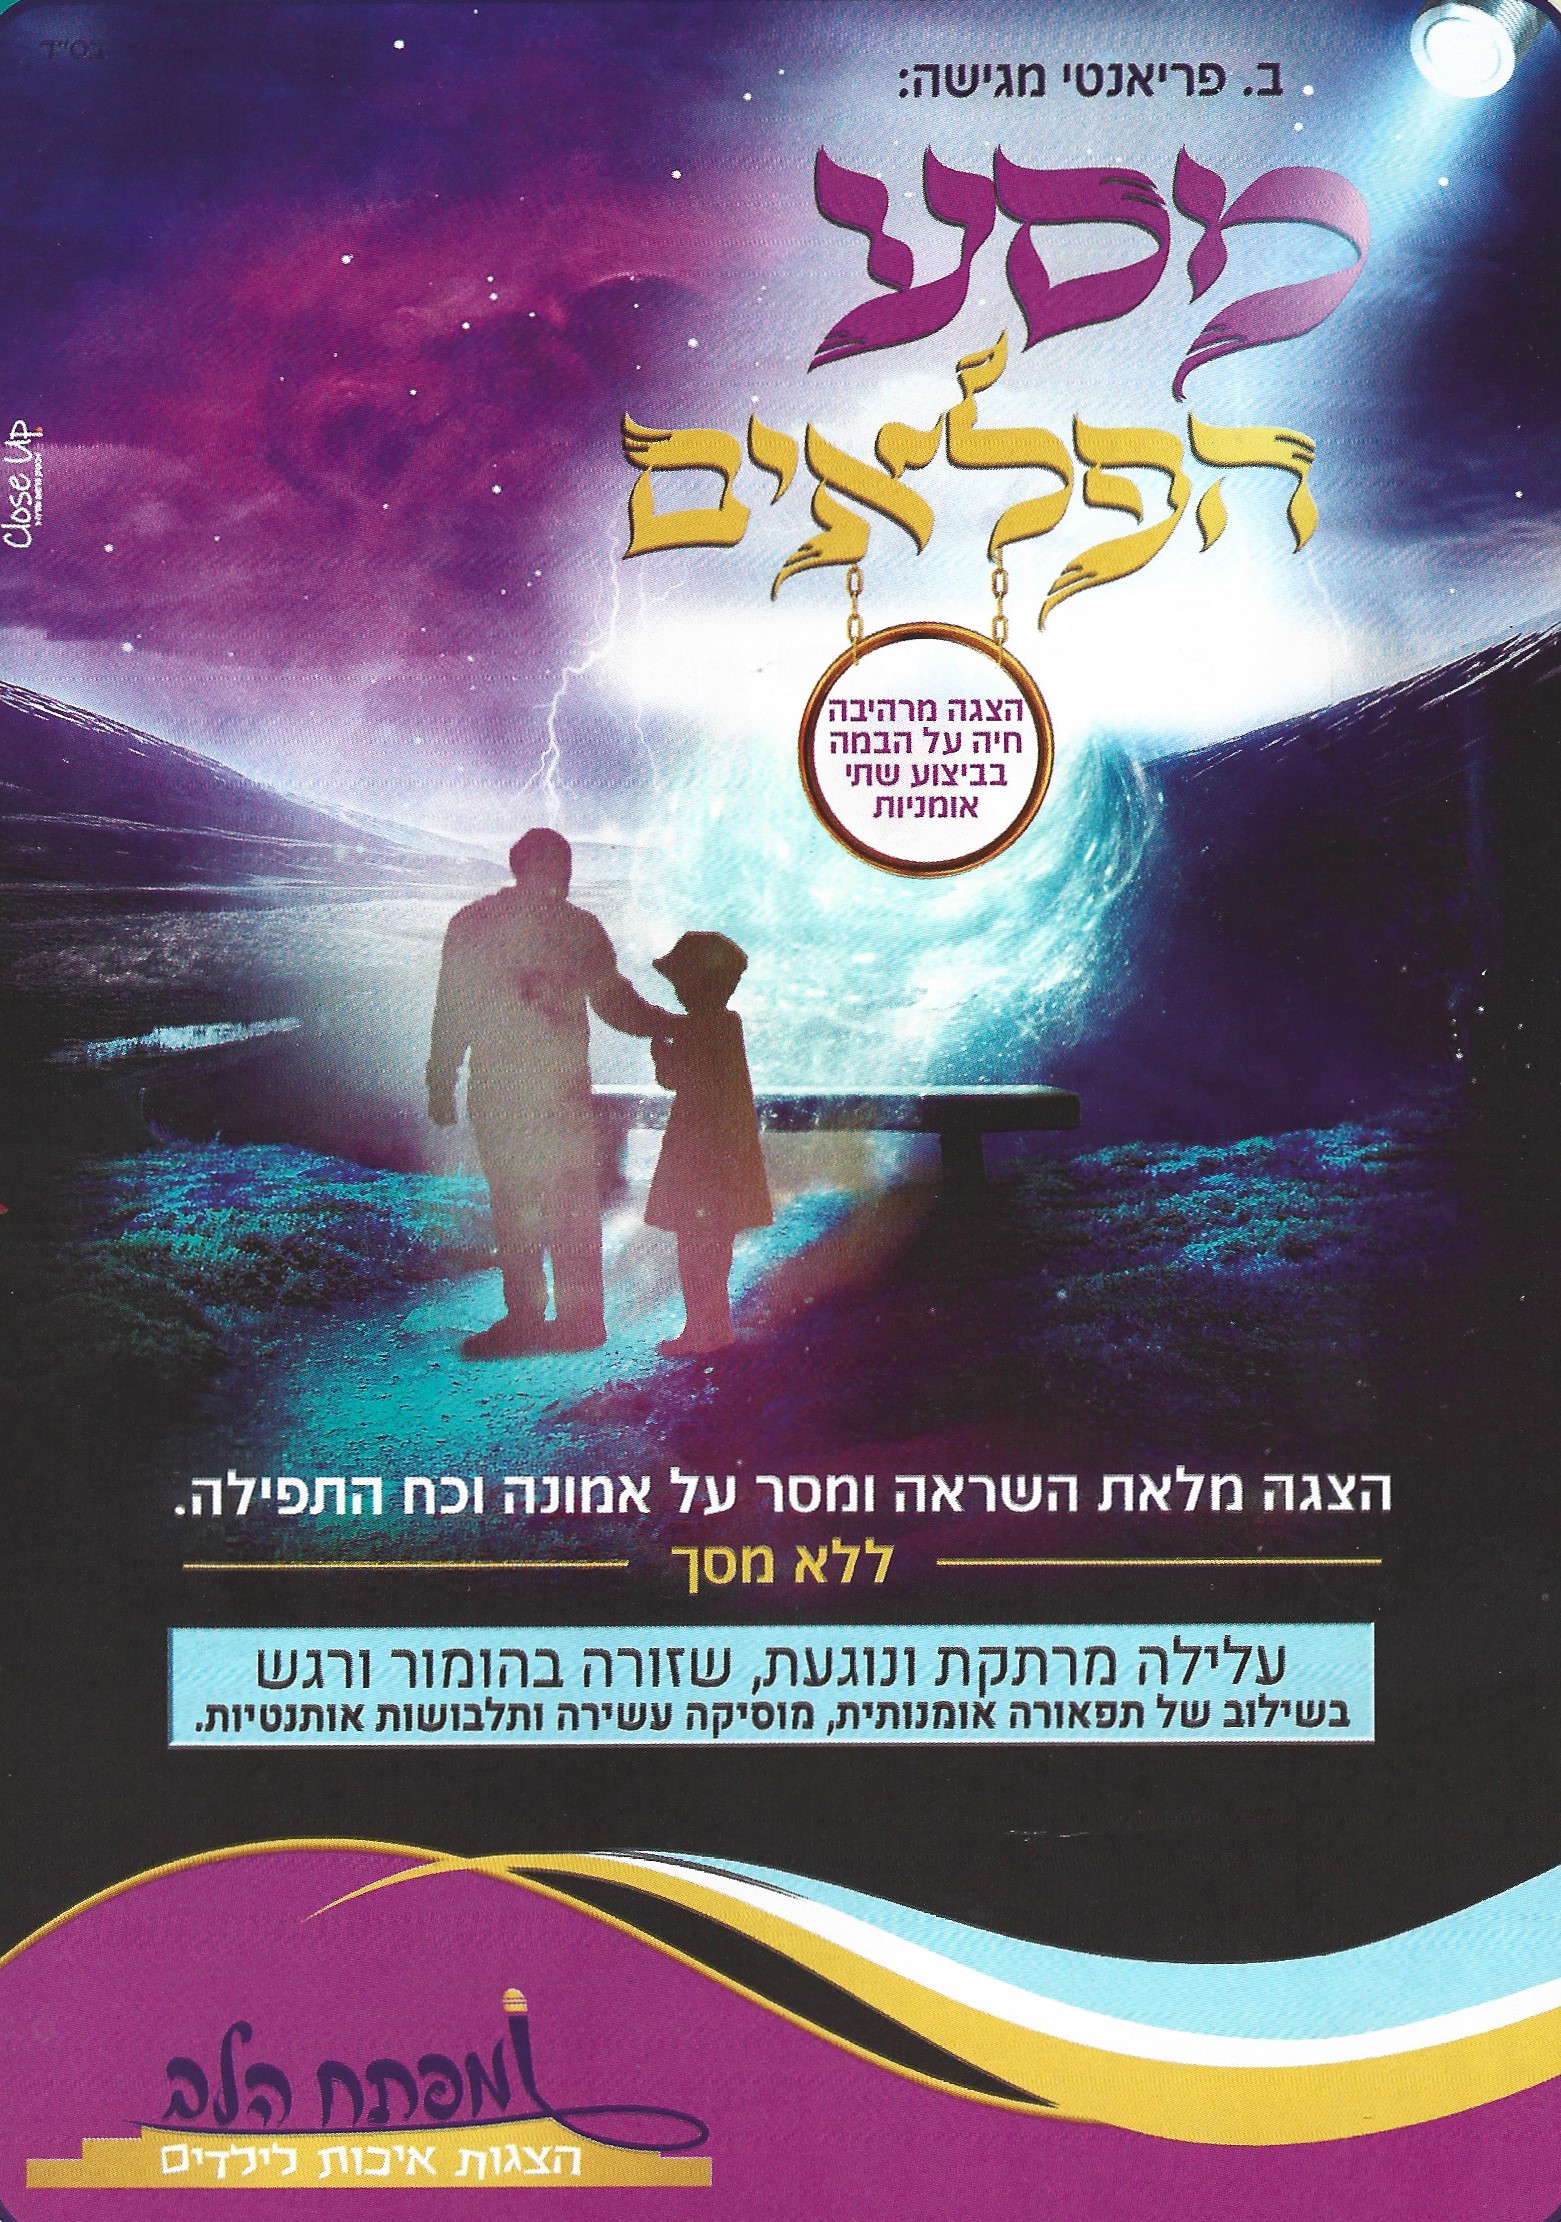 בס"ד
ב. פריאנטי מגישה:
מסע
הפלאים
הצגה מרהיבה
חיה על הבמה
בביצוע שתי
אומניות
Close Up
הצגה מלאת השראה ומסר על אמונה וכח התפילה.
ללא מסך
עלילה מרתקת ונוגעת, שזורה בהומור ורגש
בשילוב של תפאורה אומנותית, מוסיקה עשירה ותלבושות אותנטיות.
מפתח הלב
הצגות איכות לילדים